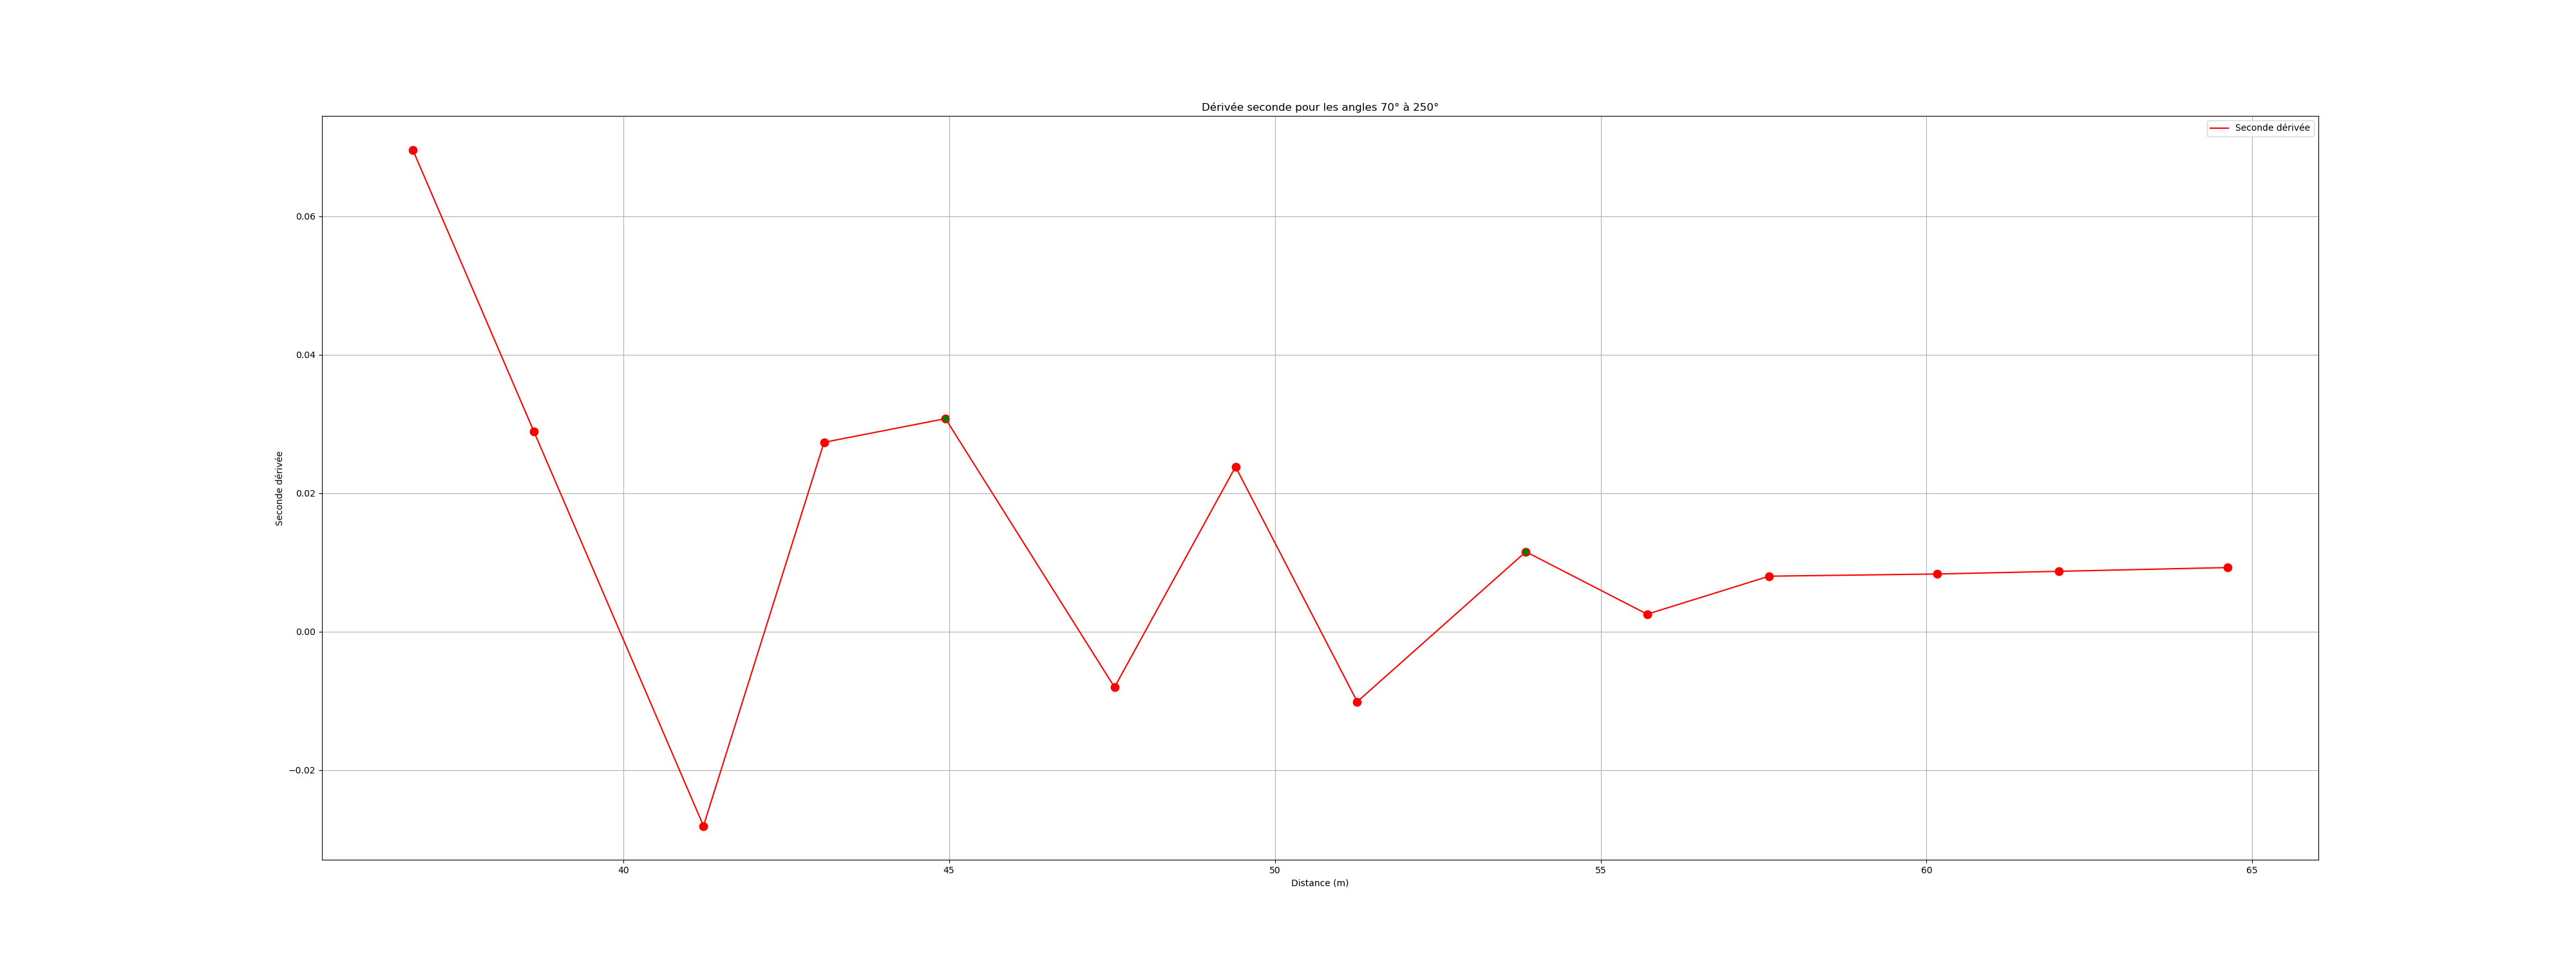 Dérivée seconde pour les angles 70° à 250°
Seconde dérivée
0.06
0.04
0.02
0.00
−0.02
Seconde dérivée
40
45
50
55
60
65
Distance (m)